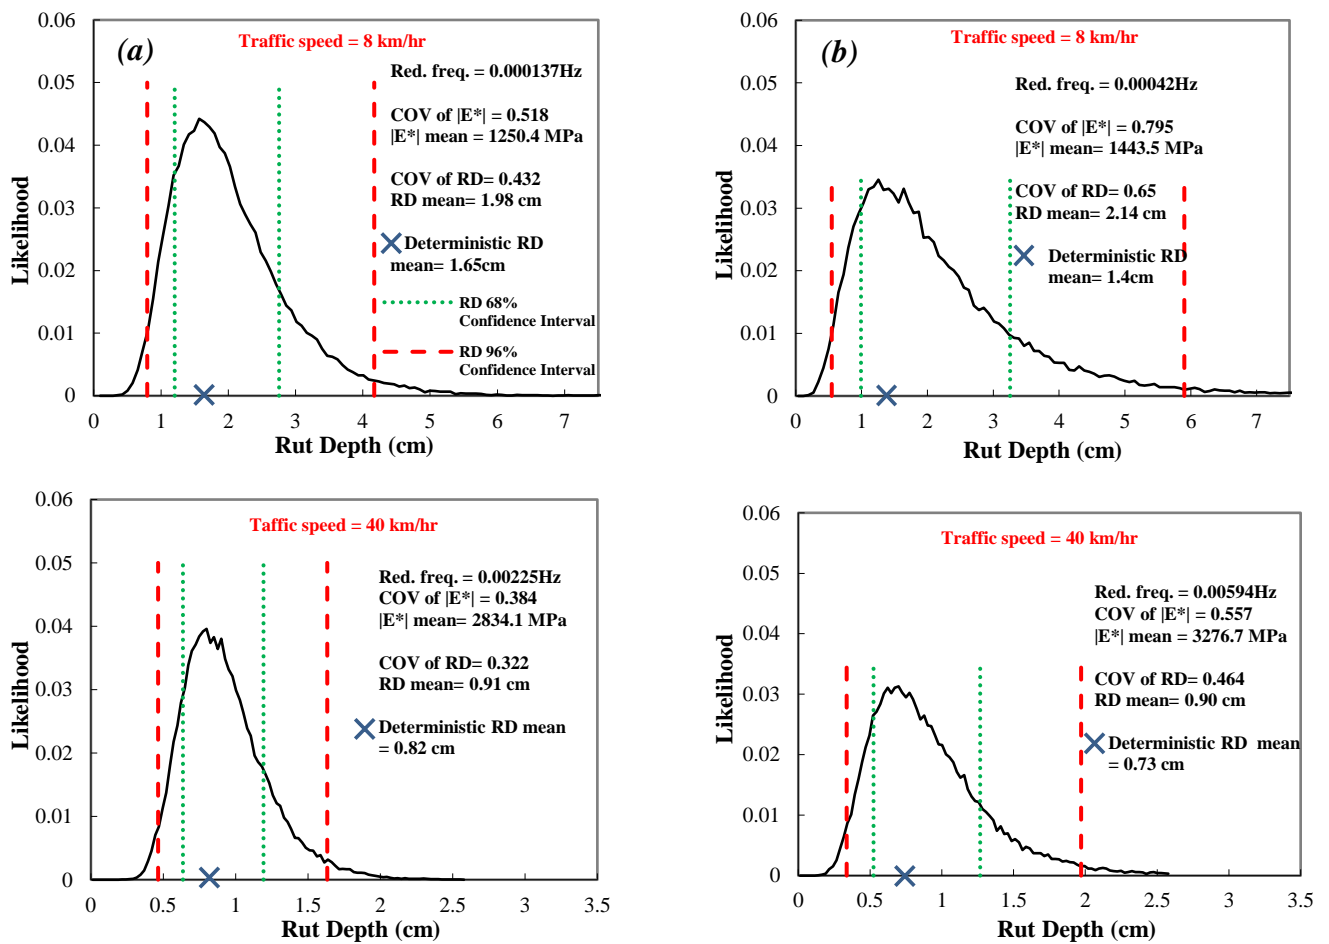 (a)
Traffic speed = 8 km/hr
Red. freq. = 0.000137Hz
COV of |E*| = 0.518
|E*| mean = 1250.4 MPa
COV of RD= 0.432
RD mean= 1.98 cm
Deterministic RD
mean= 1.65cm
RD 68%
Confidence Interval
RD 96%
Confidence Interval
Likelihood
0.06
0.05
0.04
0.03
0.02
0.01
0
0 1 2 3 4 5 6 7
Rut Depth (cm)
(b)
Traffic speed = 8 km/hr
Red. freq. = 0.00042Hz
COV of |E*| = 0.795
|E*| mean= 1443.5 MPa
COV of RD= 0.65
RD mean= 2.14 cm
Deterministic RD
mean= 1.4cm
Likelihood
0.06
0.05
0.04
0.03
0.02
0.01
0
0 1 2 3 4 5 6 7
Rut Depth (cm)
Taffic speed = 40 km/hr
Red. freq. = 0.00225Hz
COV of |E*| = 0.384
|E*| mean= 2834.1 MPa
COV of RD= 0.322
RD mean= 0.91 cm
Deterministic RD mean
= 0.82 cm
Likelihood
0.06
0.05
0.04
0.03
0.02
0.01
0
0 0.5 1 1.5 2 2.5 3 3.5
Rut Depth (cm)
Traffic speed = 40 km/hr
Red. freq. = 0.00594Hz
COV of |E*| = 0.557
|E*| mean = 3276.7 MPa
COV of RD= 0.464
RD mean= 0.90 cm
Deterministic RD mean
= 0.73 cm
Likelihood
0.06
0.05
0.04
0.03
0.02
0.01
0
0 0.5 1 1.5 2 2.5 3 3.5
Rut Depth (cm)